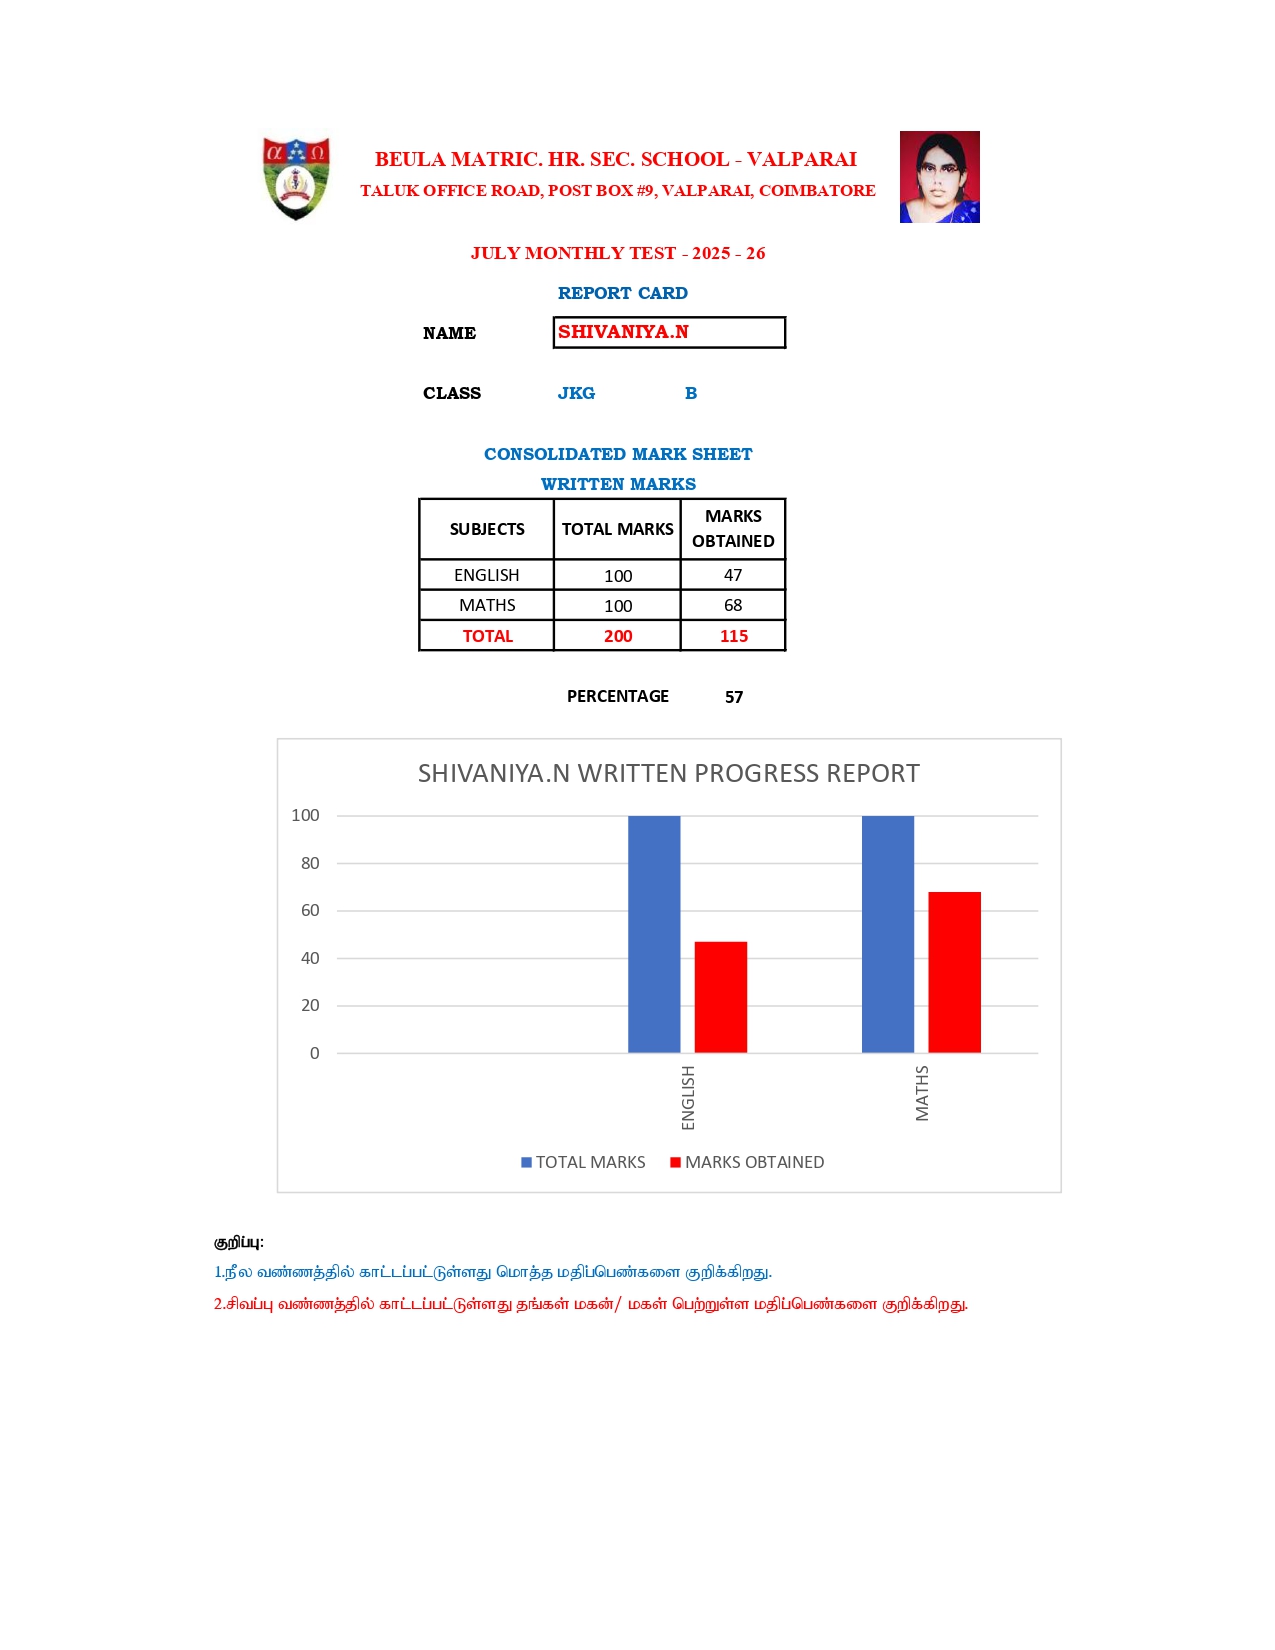 α Ω
BEULA MATRIC. HR. SEC. SCHOOL - VALPARAI
TALUK OFFICE ROAD, POST BOX #9, VALPARAI, COIMBATORE
JULY MONTHLY TEST - 2025 - 26
REPORT CARD
NAME SHIVANIYA.N
CLASS JKG B
CONSOLIDATED MARK SHEET
WRITTEN MARKS
SUBJECTS TOTAL MARKS MARKS OBTAINED
ENGLISH 100 47
MATHS 100 68
TOTAL 200 115
PERCENTAGE 57
SHIVANIYA.N WRITTEN PROGRESS REPORT
100
80
60
40
20
0
ENGLISH MATHS
TOTAL MARKS MARKS OBTAINED
குறிப்பு:
1.நீல வண்ணத்தில் காட்டப்பட்டுள்ளது மொத்த மதிப்பெண்களை குறிக்கிறது.
2.சிவப்பு வண்ணத்தில் காட்டப்பட்டுள்ளது தங்கள் மகன்/ மகள் பெற்றுள்ள மதிப்பெண்களை குறிக்கிறது.